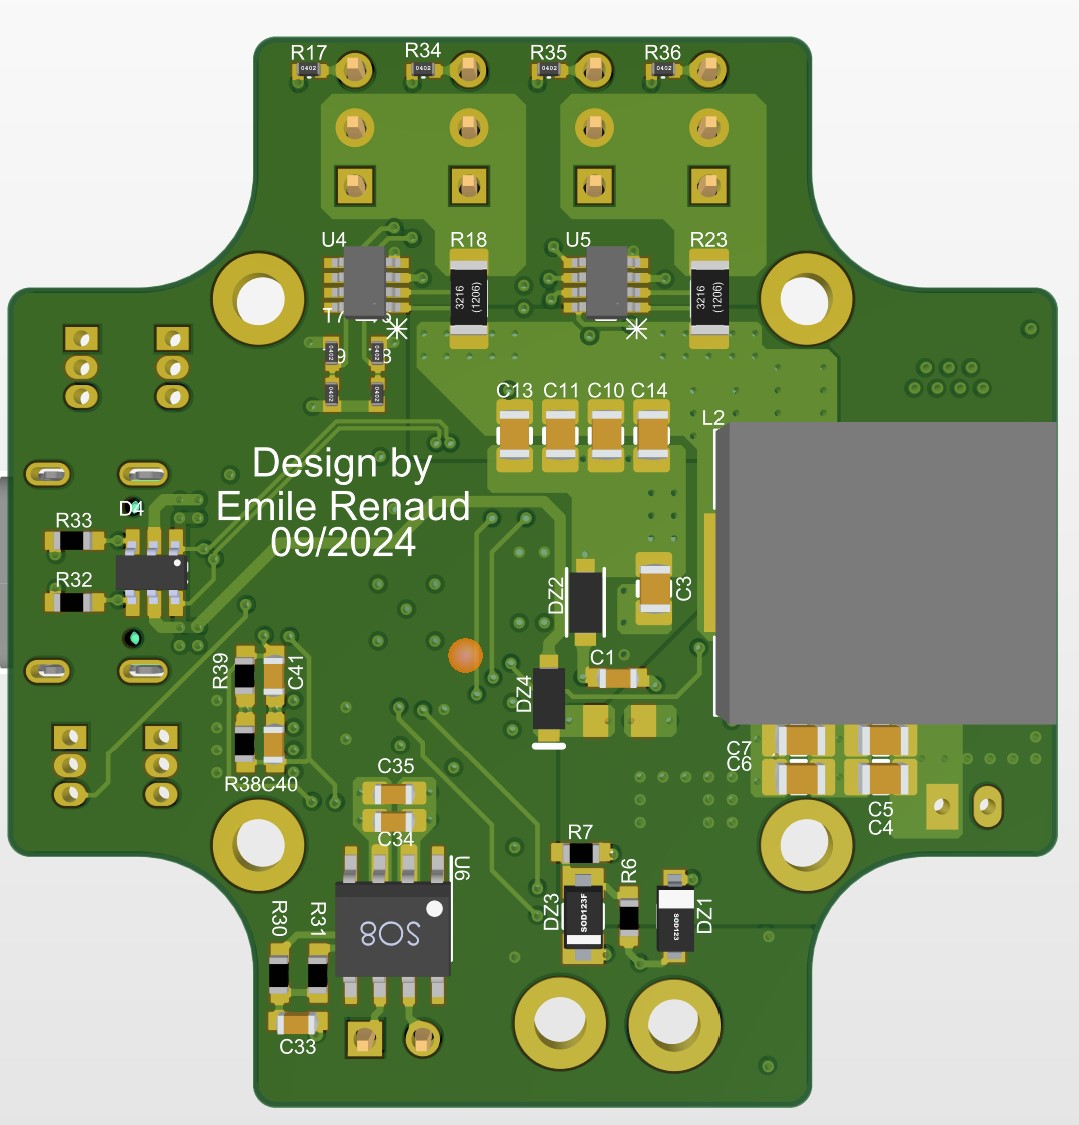 R17 R34 R35 R36
0402 0402 0402 0402
U4 R18 U5 R23
3216 (1206) 3216 (1206)
T7
9 8
0402 0402
0402 0402
C13 C11 C10 C14
L2
Design by
Emile Renaud
09/2024
D4
R33
R32
DZ2 C3
R39 C41
C1
DZ4
R38 C40
C7
C6
C35
C34
C5
C4
U6
R7
R6
DZ3 SOD123F
SOD123 DZ1
R30 R31
SO8
C33